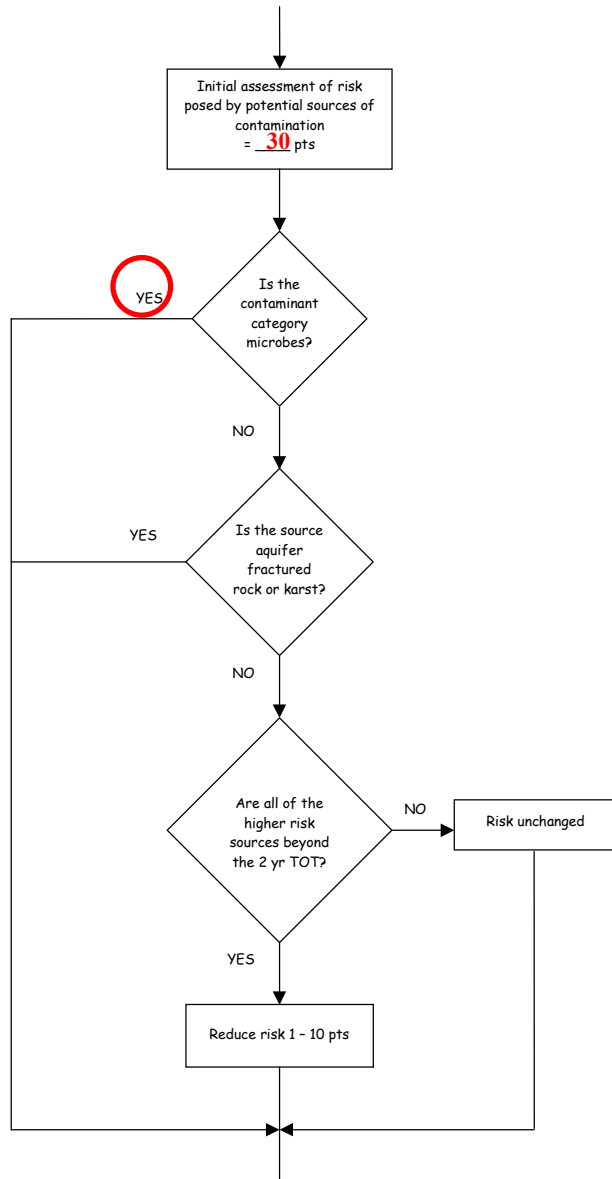 Initial assessment of risk
posed by potential sources of
contamination
= __30__ pts
YES
Is the
contaminant
category
microbes?
NO
YES
Is the source
aquifer
fractured
rock or karst?
NO
Are all of the
higher risk
sources beyond
the 2 yr TOT?
NO
Risk unchanged
YES
Reduce risk 1 – 10 pts